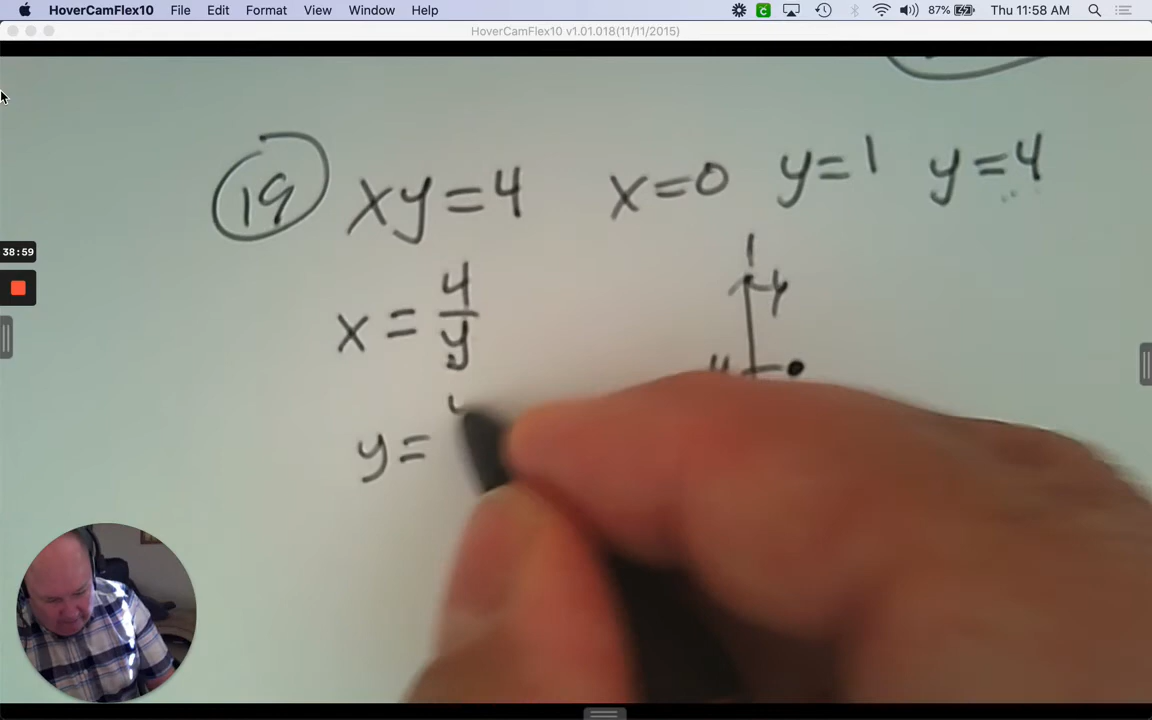 HoverCamFlex10 File Edit Format View Window Help 87% Thu 11:58 AM
HoverCamFlex10 v1.01.018(11/11/2015)
19 xy=4 x=0 y=1 y=4
38:59
x = 4/y
4
y=